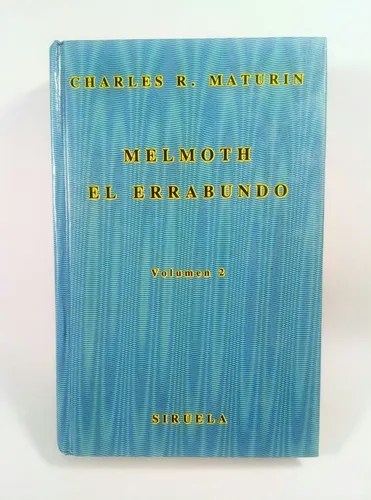 CHARLES R. MATURIN
MELMOTH
EL ERRABUNDO
Volumen 2
SIRUELA